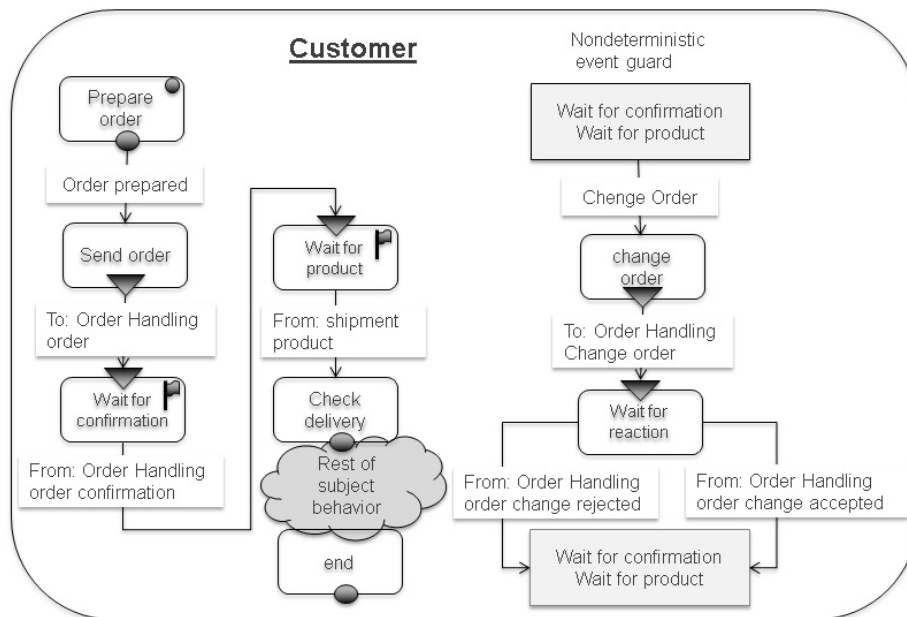 Customer
Prepare
order
Order prepared
Send order
To: Order Handling
order
Wait for
confirmation
From: Order Handling
order confirmation
Wait for
product
From: shipment
product
Check
delivery
Rest of
subject
behavior
end
Nondeterministic
event guard
Wait for confirmation
Wait for product
Chenge Order
change
order
To: Order Handling
Change order
Wait for
reaction
From: Order Handling
order change rejected
From: Order Handling
order change accepted
Wait for confirmation
Wait for product